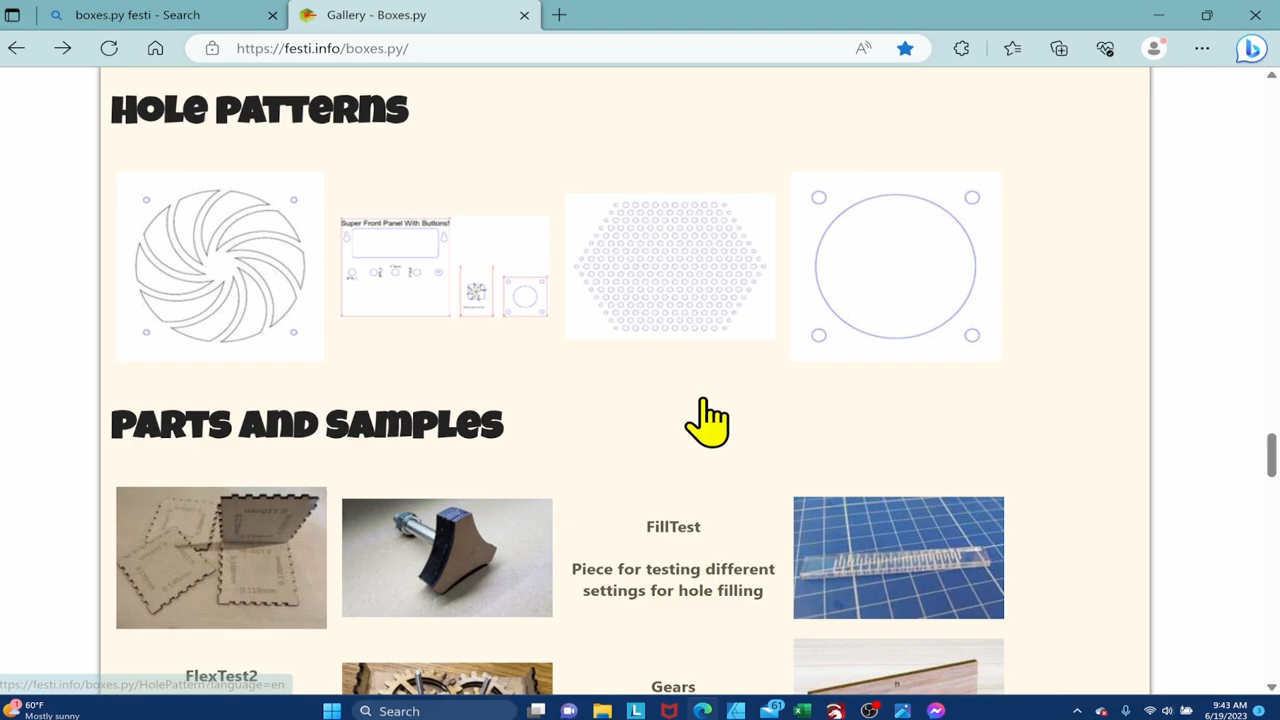 boxes.py festi - Search
Gallery - Boxes.py
https://festi.info/boxes.py/
Hole Patterns
Super Front Panel With Buttons!
Parts and Samples
FillTest
Piece for testing different
settings for hole filling
FlexTest2
Gears
https://festi.info/boxes.py/HolePattern?language=en
60°F
Mostly sunny
Search
61
9:43 AM
6/19/2023